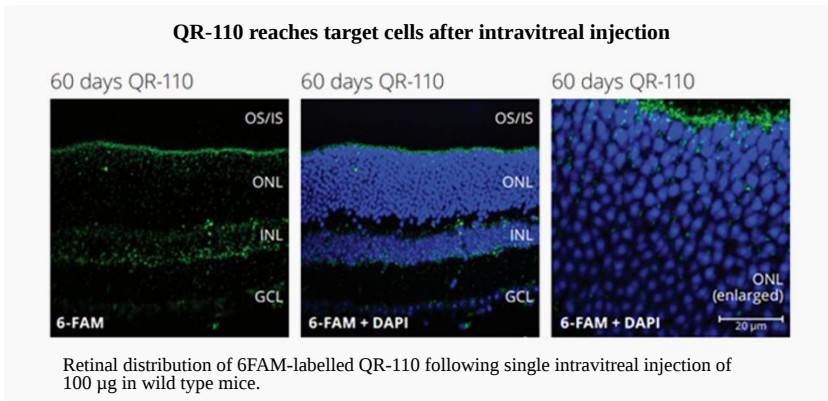 QR-110 reaches target cells after intravitreal injection
60 days QR-110
60 days QR-110
60 days QR-110
OS/IS
ONL
INL
GCL
6-FAM
OS/IS
ONL
INL
GCL
6-FAM + DAPI
ONL
(enlarged)
6-FAM + DAPI
20 µm
Retinal distribution of 6FAM-labelled QR-110 following single intravitreal injection of
100 µg in wild type mice.